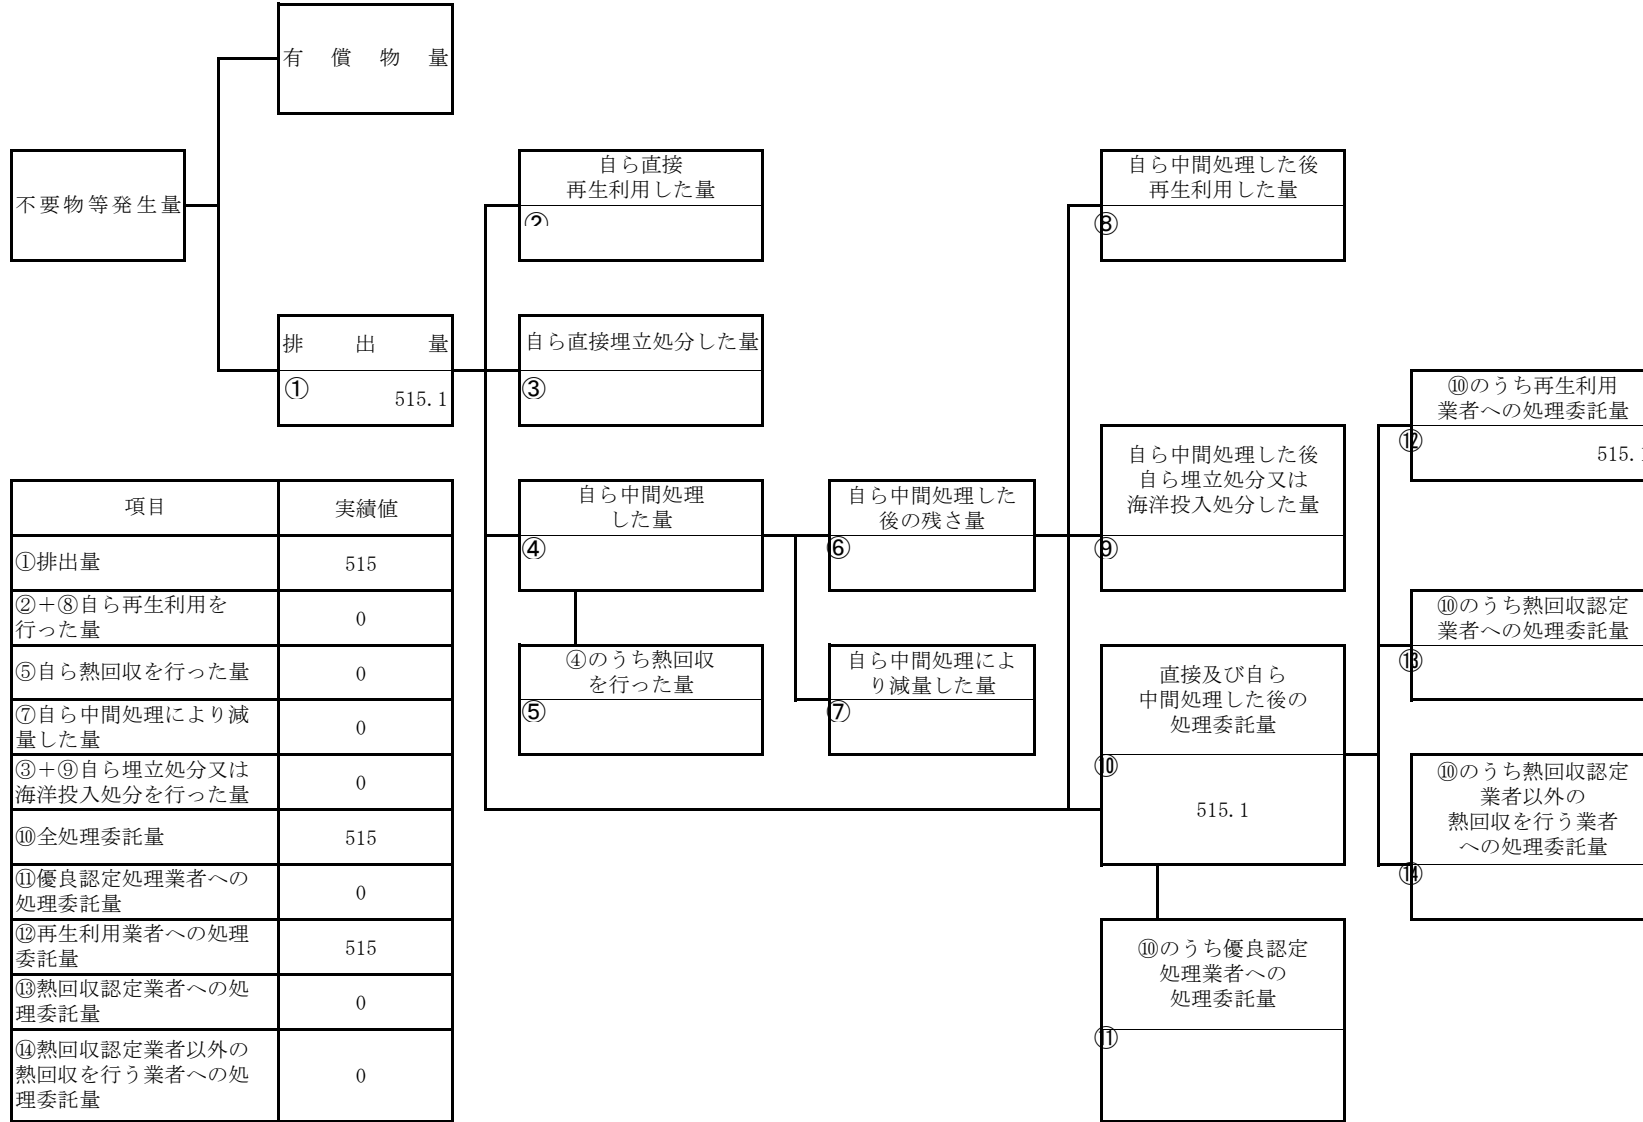 有償物量
不要物等発生量
自ら直接
再生利用した量
②
自ら中間処理した後
再生利用した量
⑧
排出量
①
515.1
自ら直接埋立処分した量
③
⑩のうち再生利用
業者への処理委託量
⑫
515.
自ら中間処理した後
自ら埋立処分又は
海洋投入処分した量
⑨
自ら中間処理
した量
④
自ら中間処理した
後の残さ量
⑥
⑩のうち熱回収認定
業者への処理委託量
⑬
④のうち熱回収
を行った量
⑤
自ら中間処理によ
り減量した量
⑦
直接及び自ら
中間処理した後の
処理委託量
⑩
515.1
⑩のうち熱回収認定
業者以外の
熱回収を行う業者
への処理委託量
⑭
⑩のうち優良認定
処理業者への
処理委託量
⑪
項目 実績値
①排出量 515
②+⑧自ら再生利用を
行った量 0
⑤自ら熱回収を行った量 0
⑦自ら中間処理により減
量した量 0
③+⑨自ら埋立処分又は
海洋投入処分を行った量 0
⑩全処理委託量 515
⑪優良認定処理業者への
処理委託量 0
⑫再生利用業者への処理
委託量 515
⑬熱回収認定業者への処
理委託量 0
⑭熱回収認定業者以外の
熱回収を行う業者への処
理委託量 0